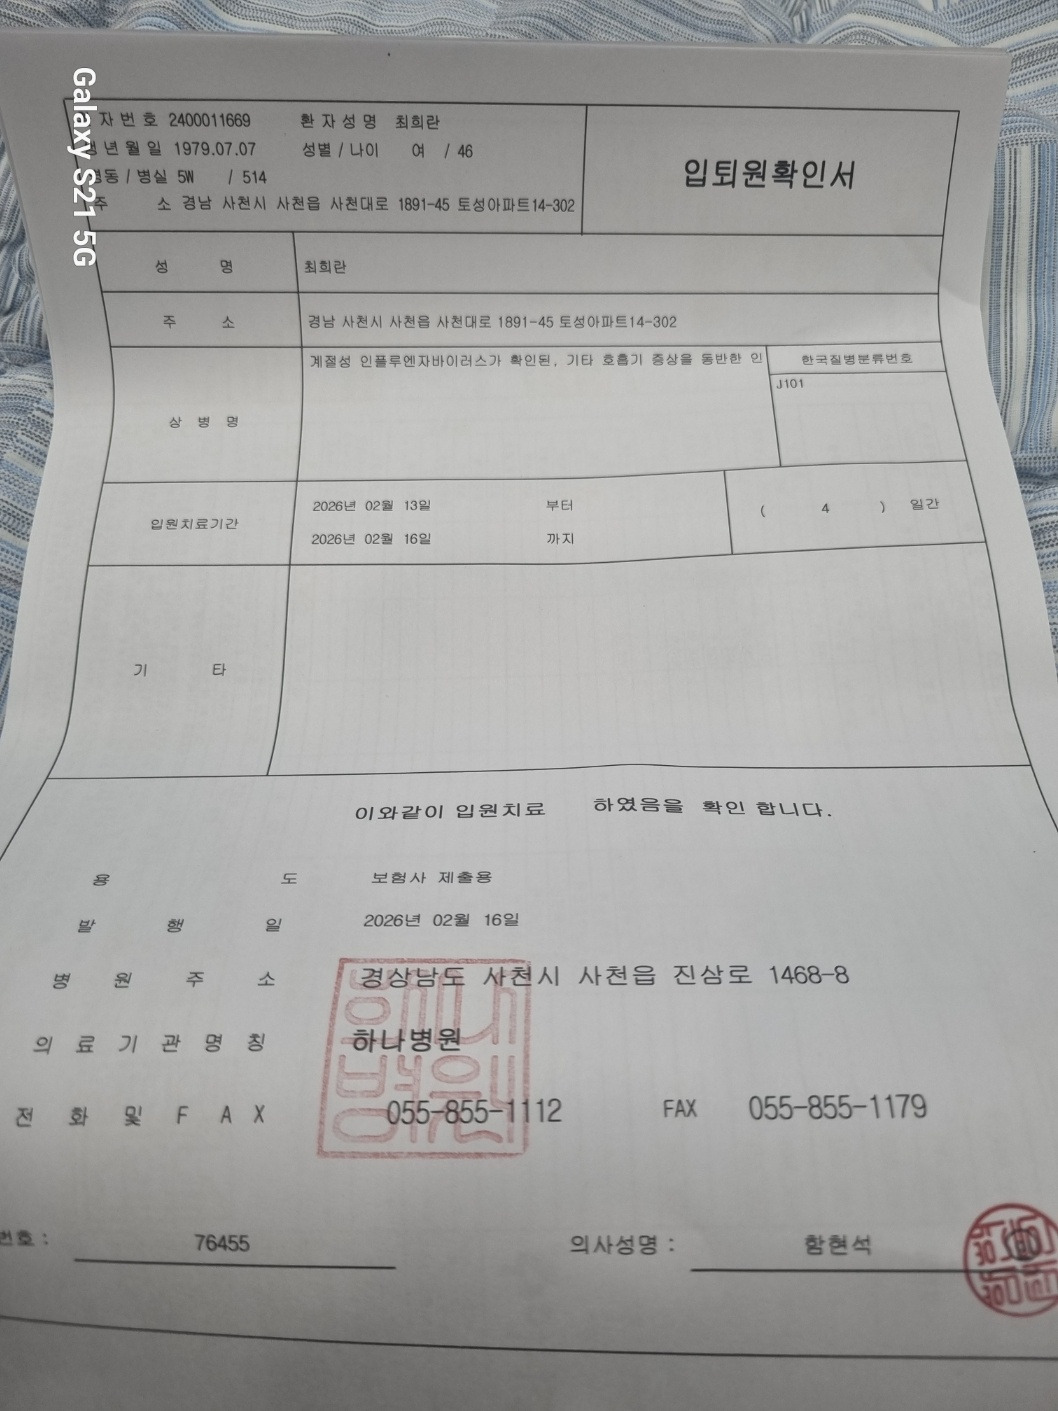 Galaxy S21 5G
자 번 호 2400011669 환 자 성 명 최희란
년 월 일 1979.07.07 성별 / 나이 여 / 46
병동 / 병실 5W / 514
주 소 경남 사천시 사천읍 사천대로 1891-45 토성아파트14-302
입퇴원확인서
성 명 최희란
주 소 경남 사천시 사천읍 사천대로 1891-45 토성아파트14-302
상 병 명 계절성 인플루엔자바이러스가 확인된, 기타 호흡기 증상을 동반한 인
한국질병분류번호
J101
입원치료기간
2026년 02월 13일 부터
2026년 02월 16일 까지
( 4 ) 일간
기 타
이와같이 입원치료 하였음을 확인 합니다.
용 도 보험사 제출용
발 행 일 2026년 02월 16일
병 원 주 소 경상남도 사천시 사천읍 진삼로 1468-8
의 료 기 관 명 칭 하나병원
전 화 및 F A X 055-855-1112 FAX 055-855-1179
번호 : 76455 의사성명 : 함현석